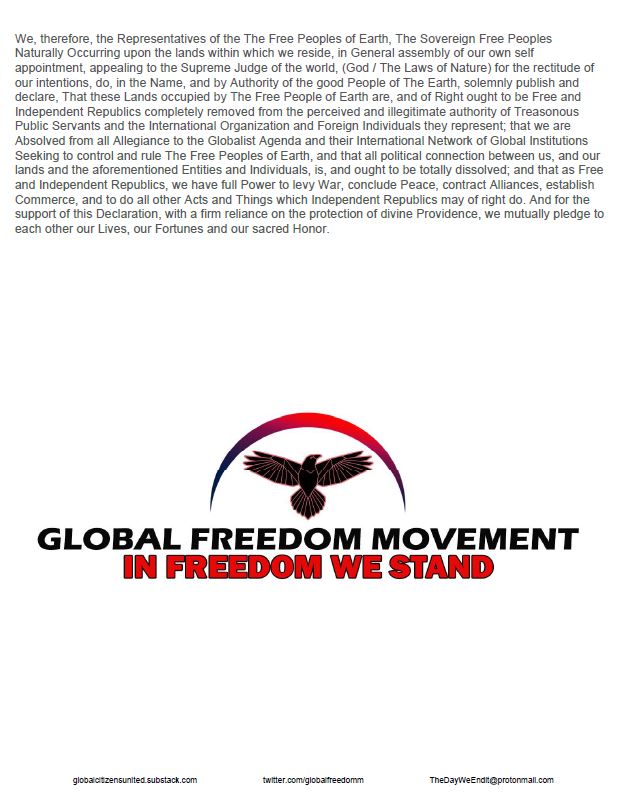 We, therefore, the Representatives of the The Free Peoples of Earth, The Sovereign Free Peoples
Naturally Occurring upon the lands within which we reside, in General assembly of our own self
appointment, appealing to the Supreme Judge of the world, (God / The Laws of Nature) for the rectitude of
our intentions, do, in the Name, and by Authority of the good People of The Earth, solemnly publish and
declare, That these Lands occupied by The Free People of Earth are, and of Right ought to be Free and
Independent Republics completely removed from the perceived and illegitimate authority of Treasonous
Public Servants and the International Organization and Foreign Individuals they represent; that we are
Absolved from all Allegiance to the Globalist Agenda and their International Network of Global Institutions
Seeking to control and rule The Free Peoples of Earth, and that all political connection between us, and our
lands and the aforementioned Entities and Individuals, is, and ought to be totally dissolved; and that as Free
and Independent Republics, we have full Power to levy War, conclude Peace, contract Alliances, establish
Commerce, and to do all other Acts and Things which Independent Republics may of right do. And for the
support of this Declaration, with a firm reliance on the protection of divine Providence, we mutually pledge to
each other our Lives, our Fortunes and our sacred Honor.
GLOBAL FREEDOM MOVEMENT
IN FREEDOM WE STAND
globalcitizensunited.substack.com twitter.com/globalfreedomm TheDayWeEndIt@protonmail.com